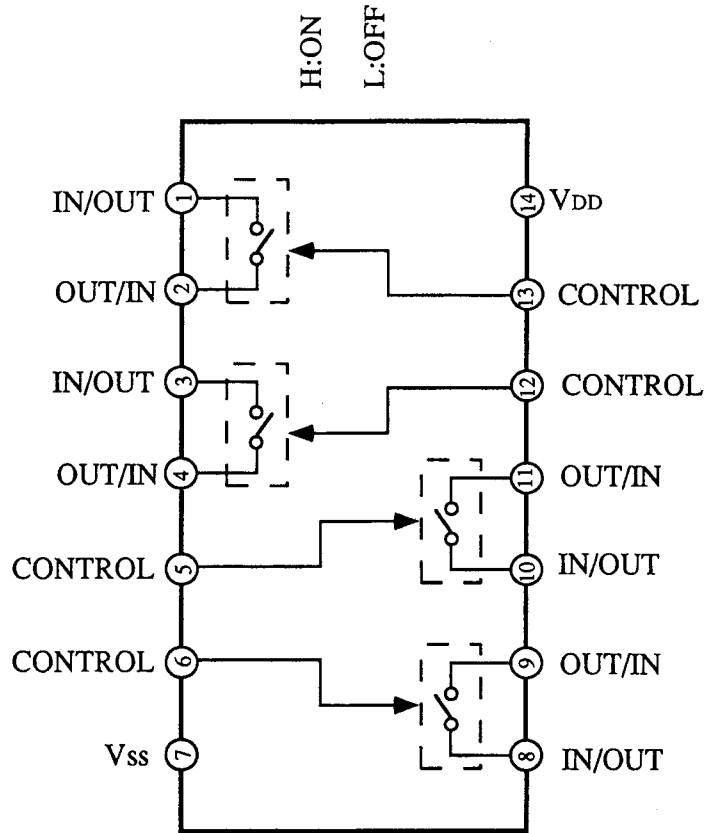 H:ON
L:OFF
IN/OUT 1
14 VDD
OUT/IN 2
13 CONTROL
IN/OUT 3
12 CONTROL
OUT/IN 4
11 OUT/IN
CONTROL 5
10 IN/OUT
CONTROL 6
9 OUT/IN
Vss 7
8 IN/OUT